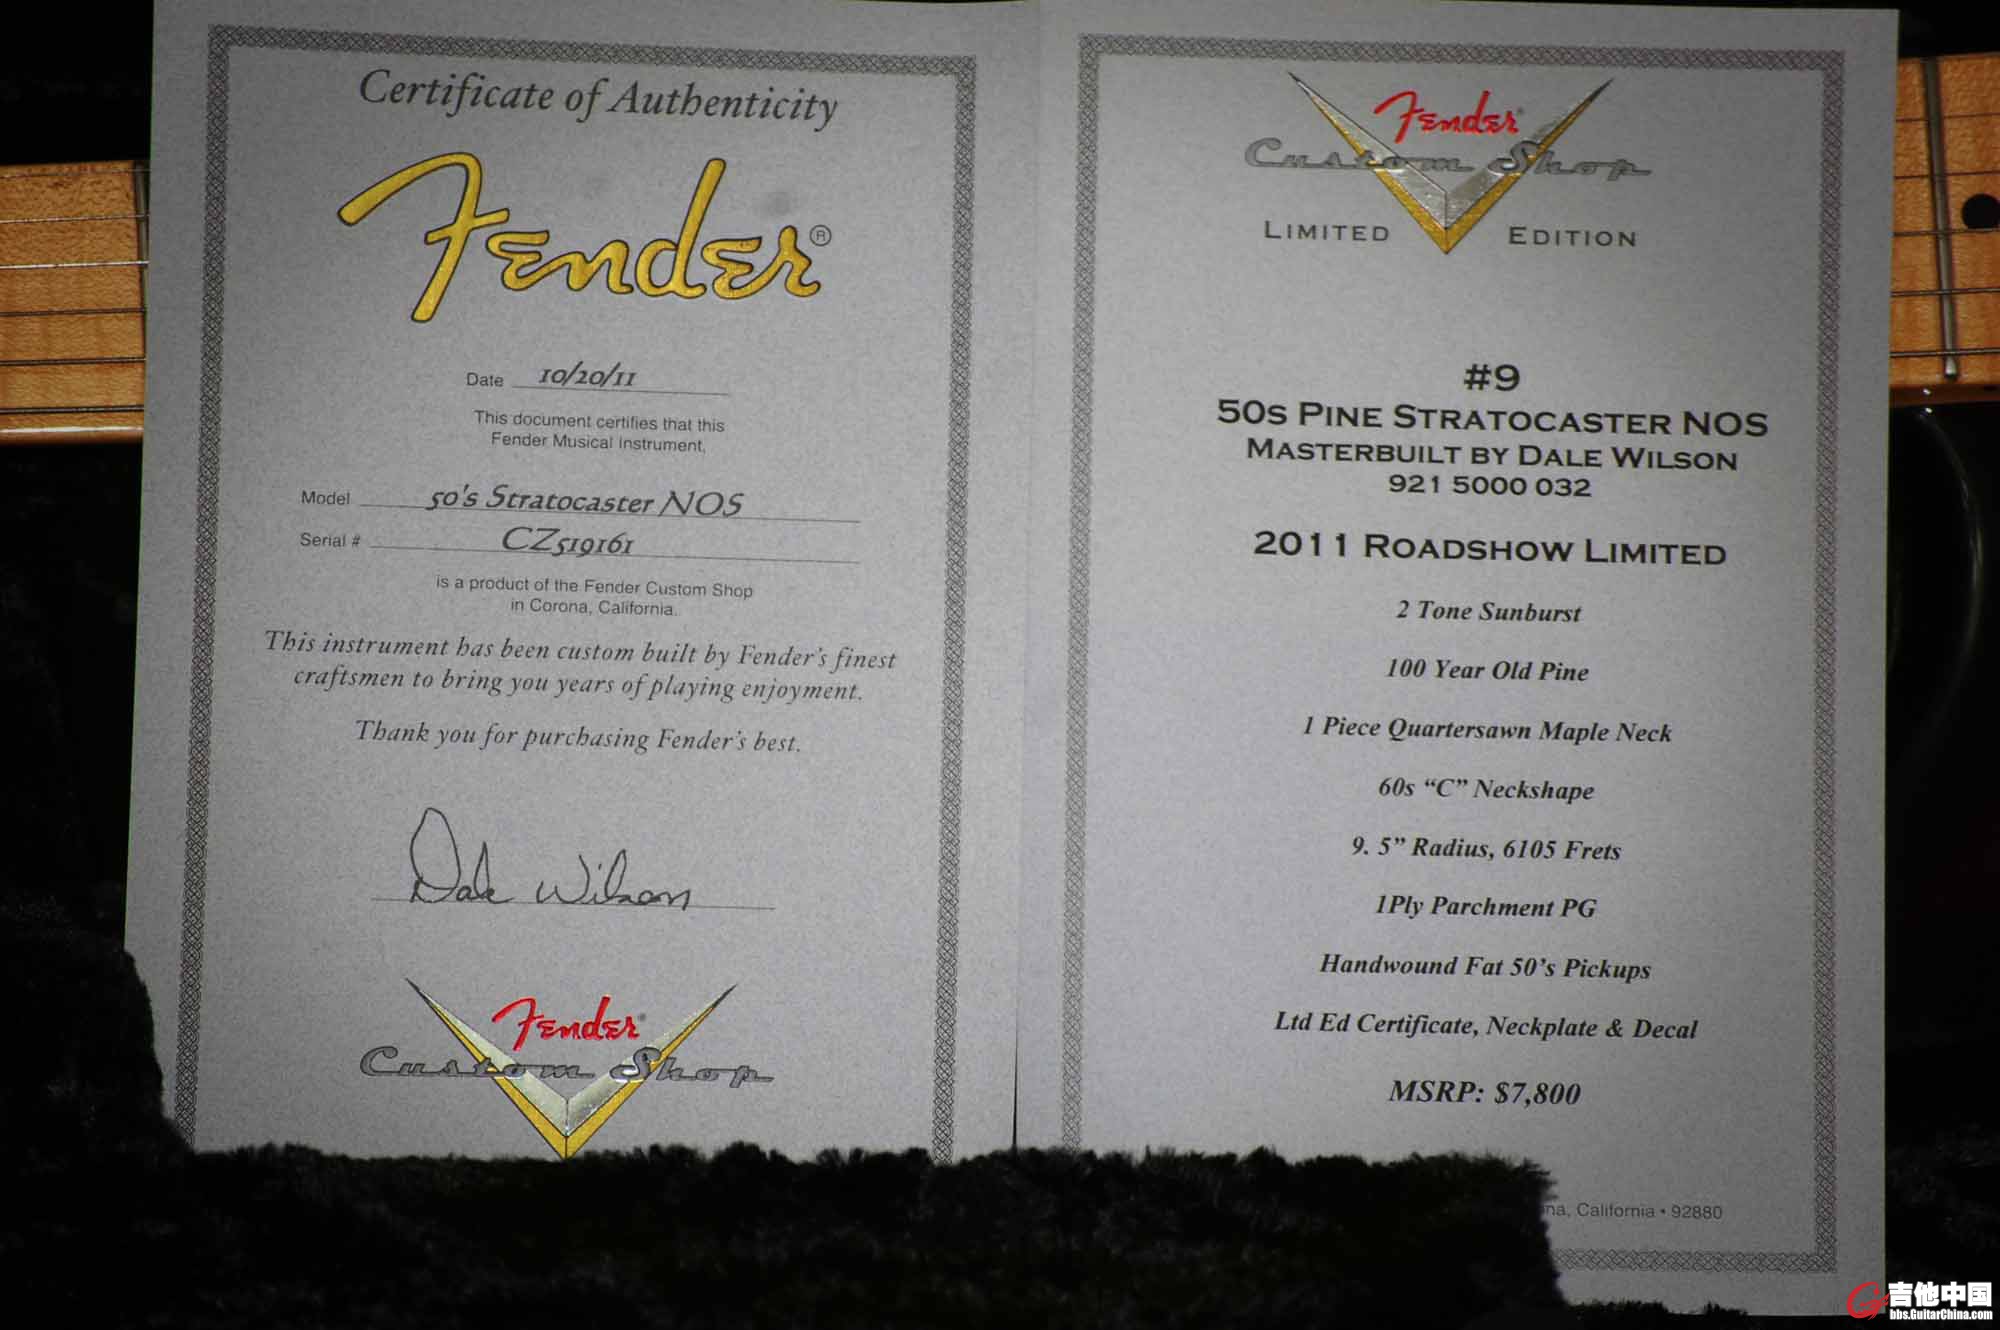 Certificate of Authenticity
Fender®
Date 10/20/11
This document certifies that this
Fender Musical Instrument,
Model 50's Stratocaster NOS
Serial # CZ519161
is a product of the Fender Custom Shop
in Corona, California.
This instrument has been custom built by Fender's finest
craftsmen to bring you years of playing enjoyment.
Thank you for purchasing Fender's best.
Dale Wilson
Fender®
Custom Shop
Fender®
Custom Shop
LIMITED EDITION
#9
50S PINE STRATOCASTER NOS
MASTERBUILT BY DALE WILSON
921 5000 032
2011 ROADSHOW LIMITED
2 Tone Sunburst
100 Year Old Pine
1 Piece Quartersawn Maple Neck
60s “C” Neckshape
9. 5” Radius, 6105 Frets
1Ply Parchment PG
Handwound Fat 50’s Pickups
Ltd Ed Certificate, Neckplate & Decal
MSRP: $7,800
California • 92880
吉他中国
bbs.GuitarChina.com